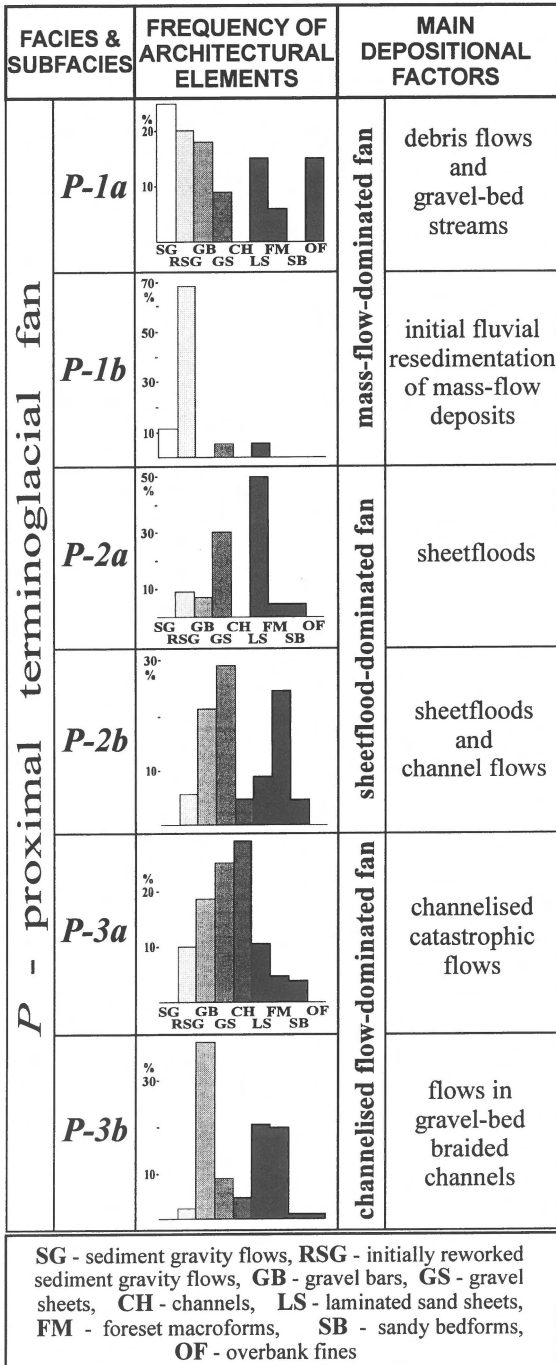 FACIES & SUBFACIES
FREQUENCY OF ARCHITECTURAL ELEMENTS
MAIN DEPOSITIONAL FACTORS
P - proximal terminoglacial fan
mass-flow-dominated fan
P-1a
%
20
10
SG GB CH FM OF
RSG GS LS SB
debris flows
and
gravel-bed
streams
P-1b
70
%
50
30
10
initial fluvial
resedimentation
of mass-flow
deposits
sheetflood-dominated fan
P-2a
50
%
30
10
SG GB CH FM OF
RSG GS LS SB
sheetfloods
P-2b
30
%
10
sheetfloods
and
channel flows
channelised flow-dominated fan
P-3a
%
20
10
SG GB CH FM OF
RSG GS LS SB
channelised
catastrophic
flows
P-3b
30
10
flows in
gravel-bed
braided
channels
SG - sediment gravity flows, RSG - initially reworked
sediment gravity flows, GB - gravel bars, GS - gravel
sheets, CH - channels, LS - laminated sand sheets,
FM - foreset macroforms, SB - sandy bedforms,
OF - overbank fines